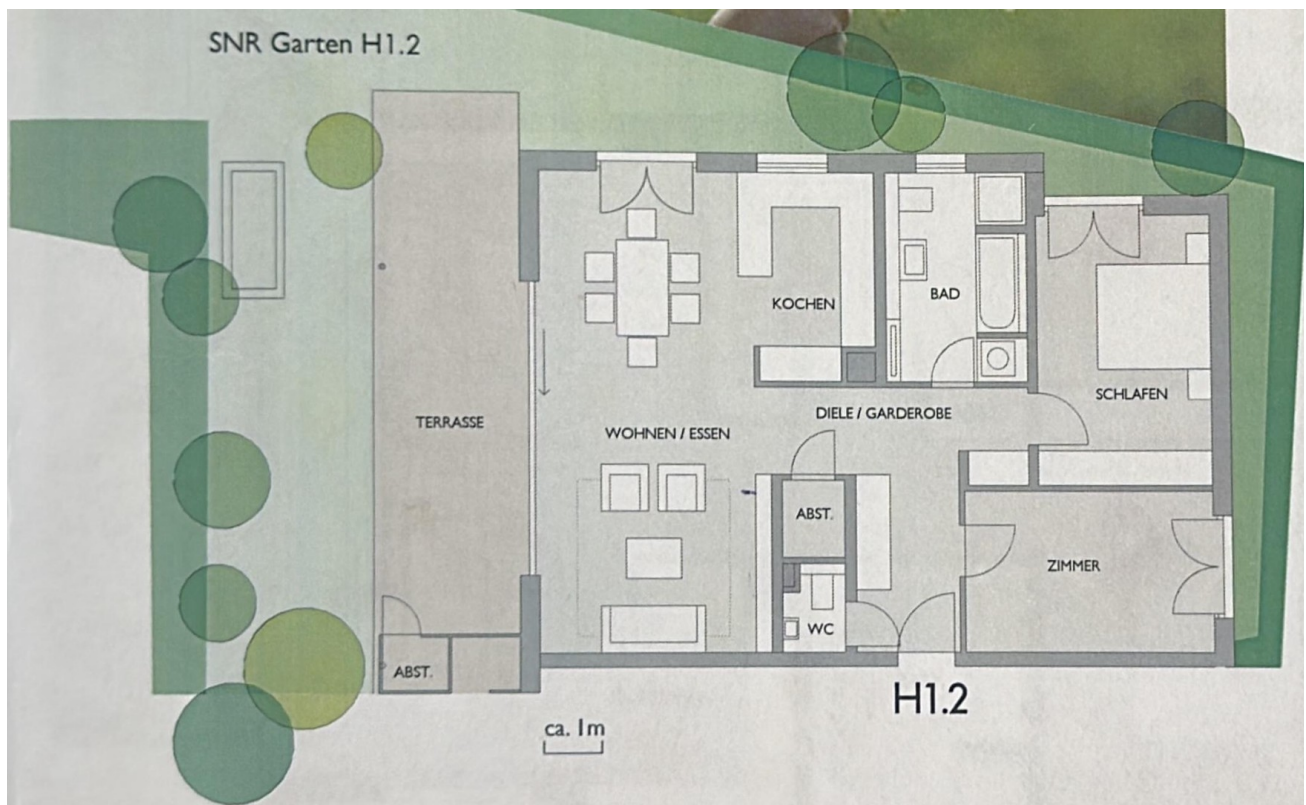 SNR Garten H1.2
KOCHEN
BAD
SCHLAFEN
DIELE / GARDEROBE
TERRASSE
WOHNEN / ESSEN
ABST.
ZIMMER
WC
ABST.
H1.2
ca. 1m